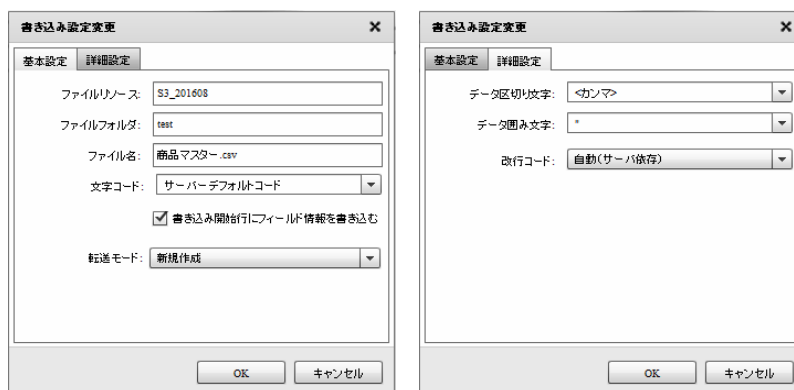 書き込み設定変更
基本設定 詳細設定
ファイルリソース: S3_201608
ファイルフォルダ: test
ファイル名: 商品マスター.csv
文字コード: サーバーデフォルトコード
書き込み開始行にフィールド情報を書き込む
転送モード: 新規作成
OK キャンセル
書き込み設定変更
基本設定 詳細設定
データ区切り文字: <カンマ>
データ囲み文字: "
改行コード: 自動(サーバ依存)
OK キャンセル